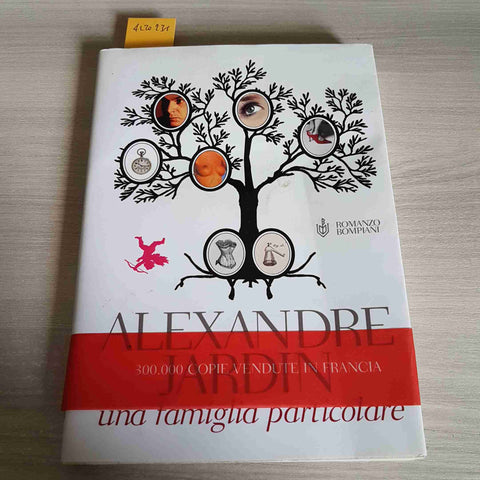 ROMANZO
BOMPIANI
ALEXANDRE
300.000 COPIE VENDUTE IN FRANCIA
JARDIN
una famiglia particolare